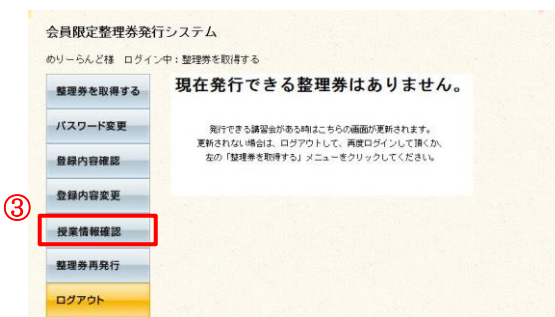 会員限定整理券発行システム
めりーらんど様 ログイン中：整理券を取得する
整理券を取得する
現在発行できる整理券はありません。
パスワード変更
発行できる講習会がある時はこちらの画面が更新されます。
更新されない場合は、ログアウトして、再度ログインして頂くか、
左の「整理券を取得する」メニューをクリックしてください。
登録内容確認
登録内容変更
③
授業情報確認
整理券再発行
ログアウト